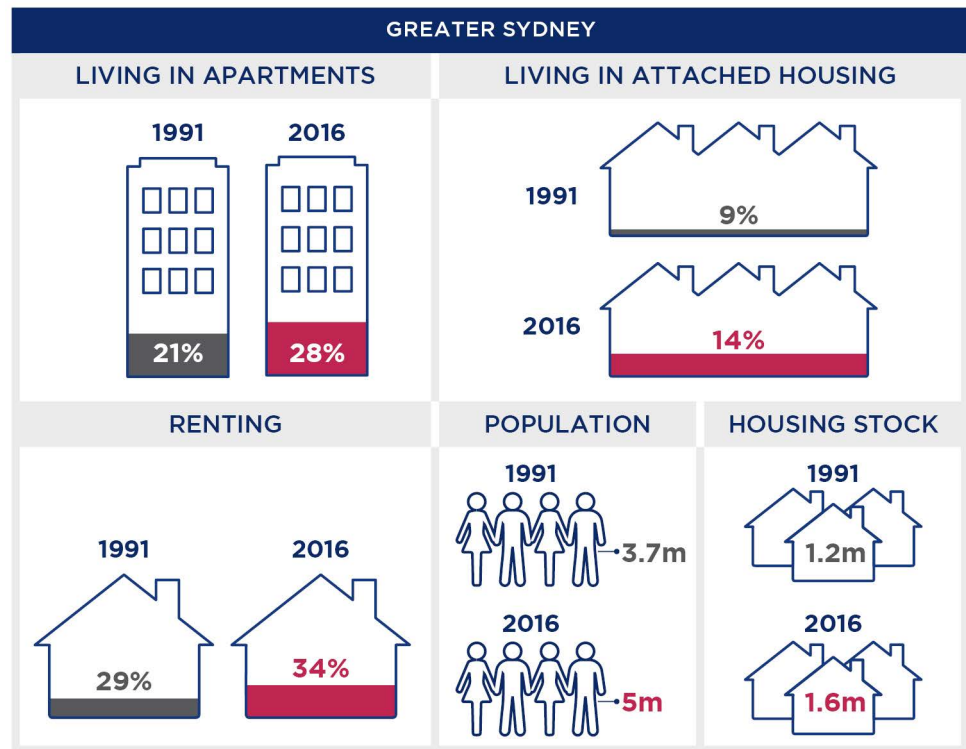 GREATER SYDNEY
LIVING IN APARTMENTS
1991 2016
21% 28%
LIVING IN ATTACHED HOUSING
1991
9%
2016
14%
RENTING
1991 2016
29% 34%
POPULATION
1991
3.7m
2016
5m
HOUSING STOCK
1991
1.2m
2016
1.6m